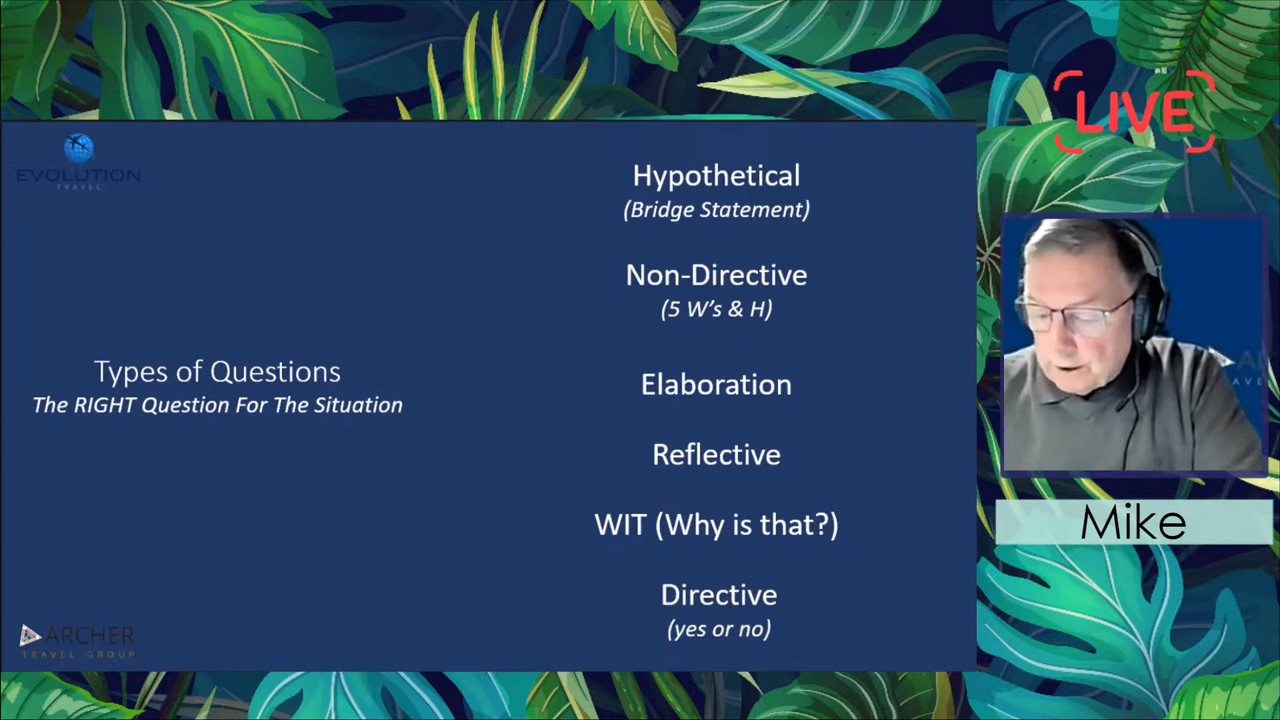 EVOLUTION
TRAVEL
Types of Questions
The RIGHT Question For The Situation
Hypothetical
(Bridge Statement)
Non-Directive
(5 W's & H)
Elaboration
Reflective
WIT (Why is that?)
Directive
(yes or no)
ARCHER
TRAVEL GROUP
LIVE
Mike